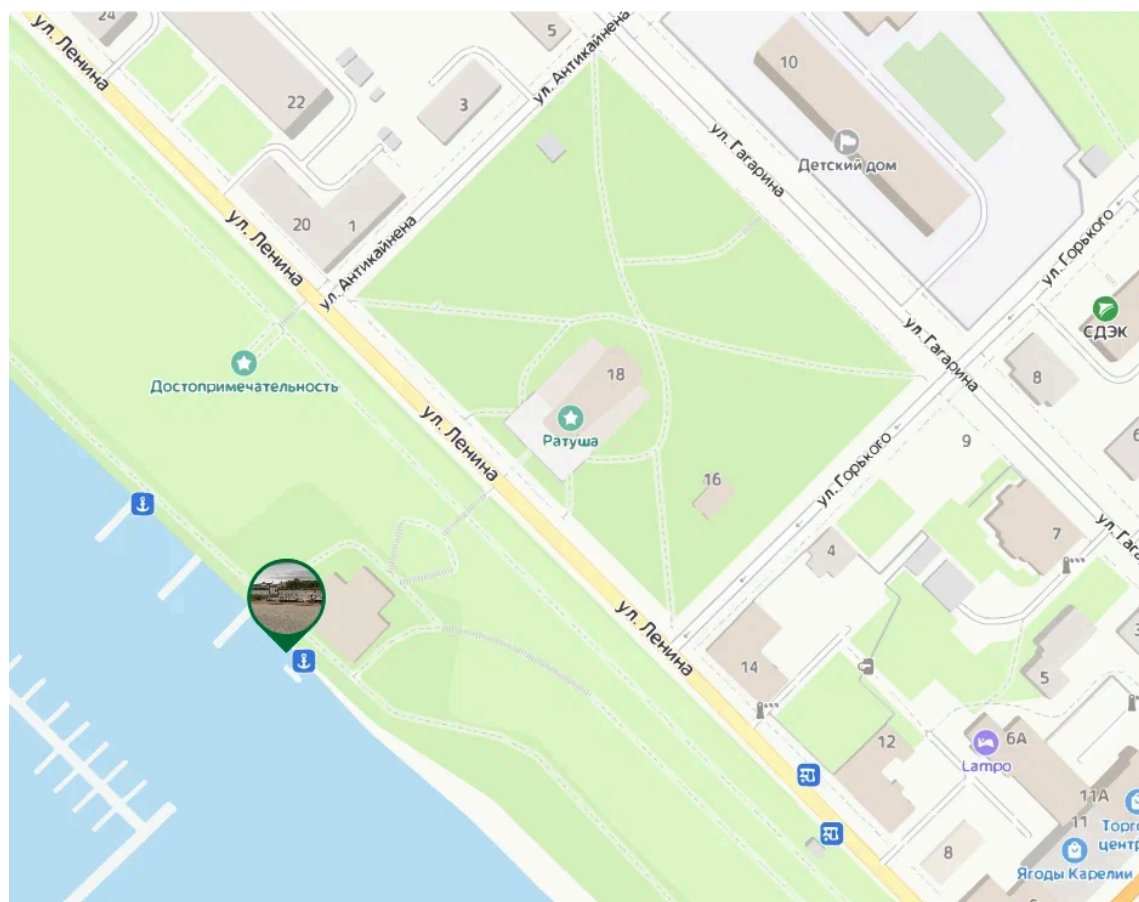 24
ул. Ленина
22
5
ул. Антикайнена
3
10
Детский дом
ул. Гагарина
20
1
ул. Ленина
ул. Антикайнена
ул. Горького
СДЭК
Достопримечательность
18
Ратуша
ул. Ленина
ул. Гагарина
8
6
9
16
ул. Горького
4
7
ул. Гага
ул. Ленина
14
5
3
12
6А
Lampo
11А
11
Торго
центр
8
Ягоды Карелии